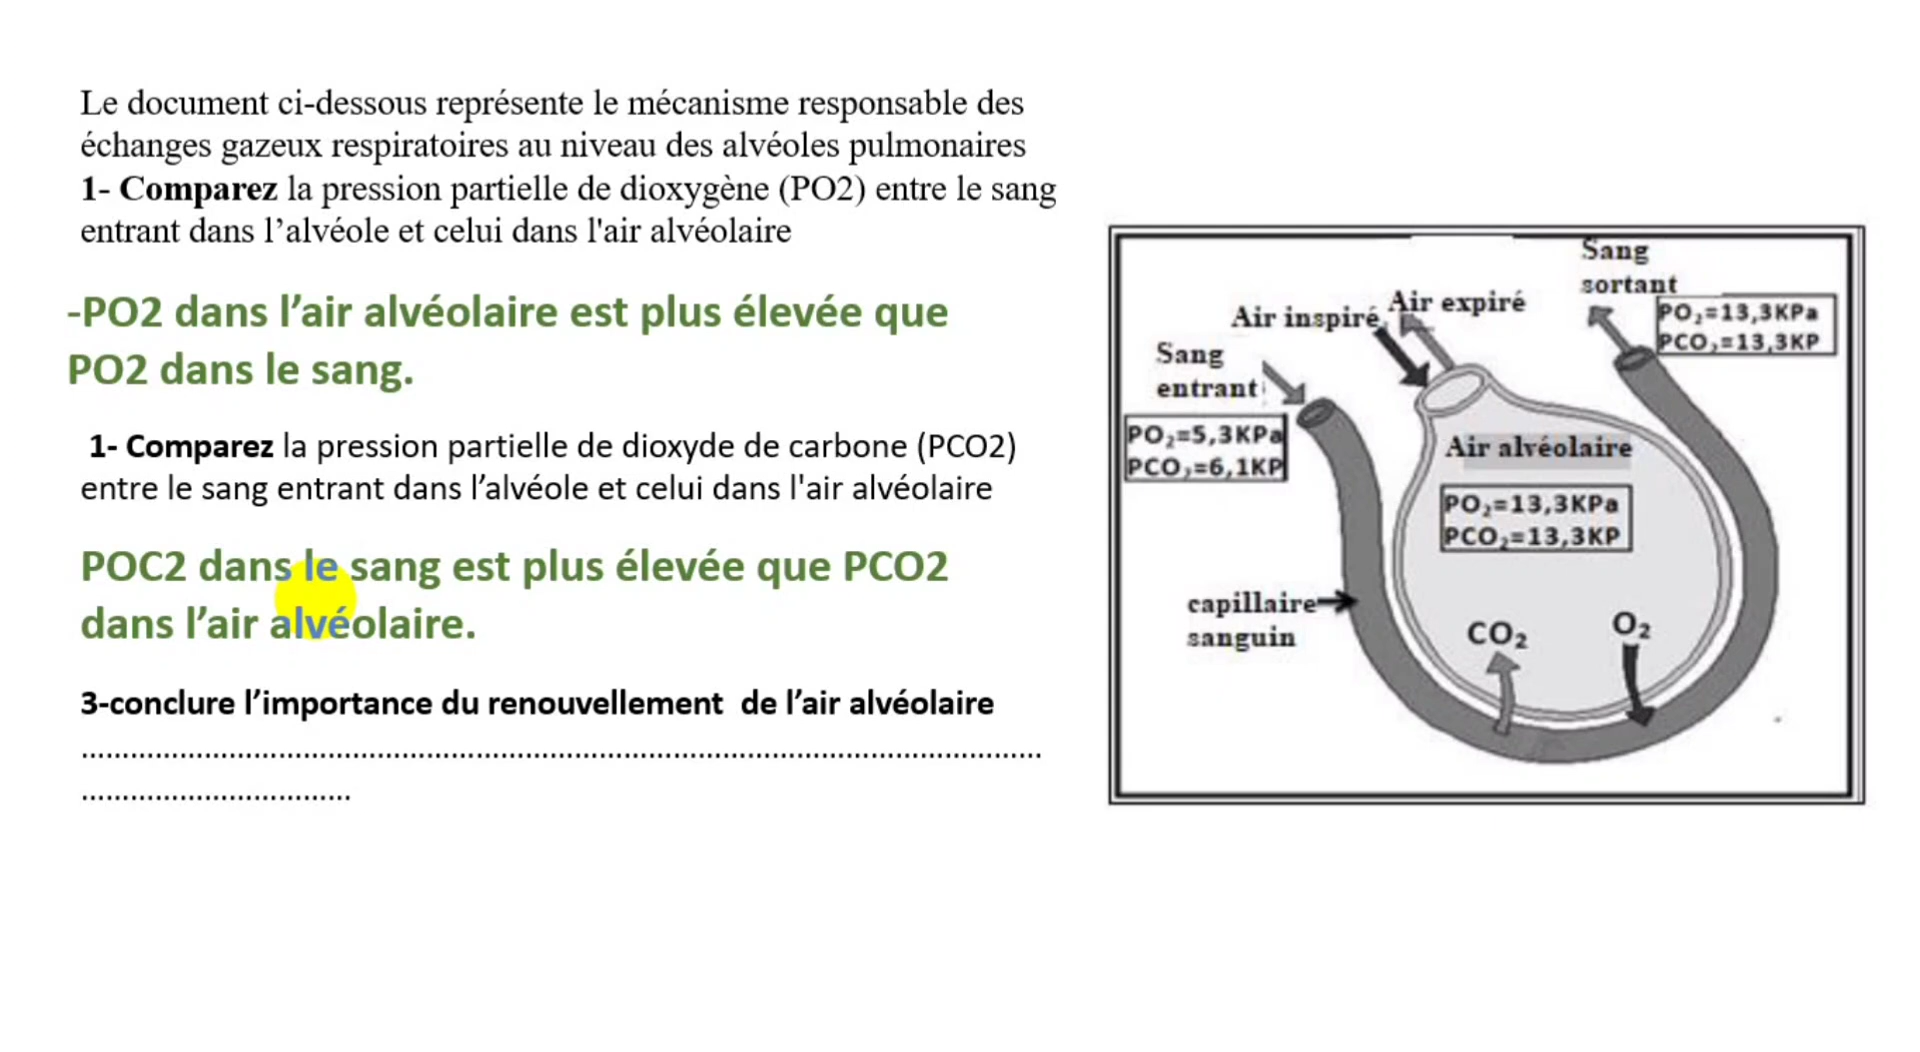 Le document ci-dessous représente le mécanisme responsable des
échanges gazeux respiratoires au niveau des alvéoles pulmonaires
1- Comparez la pression partielle de dioxygène (PO2) entre le sang
entrant dans l’alvéole et celui dans l'air alvéolaire
-PO2 dans l’air alvéolaire est plus élevée que
PO2 dans le sang.
1- Comparez la pression partielle de dioxyde de carbone (PCO2)
entre le sang entrant dans l’alvéole et celui dans l'air alvéolaire
POC2 dans le sang est plus élevée que PCO2
dans l’air alvéolaire.
3-conclure l’importance du renouvellement de l’air alvéolaire
Sang
sortant
PO₂=13,3KPa
PCO₂=13,3KP
Air inspiré
Air expiré
Sang
entrant
PO₂=5,3KPa
PCO₂=6,1KP
Air alvéolaire
PO₂=13,3KPa
PCO₂=13,3KP
capillaire
sanguin
CO₂
O₂